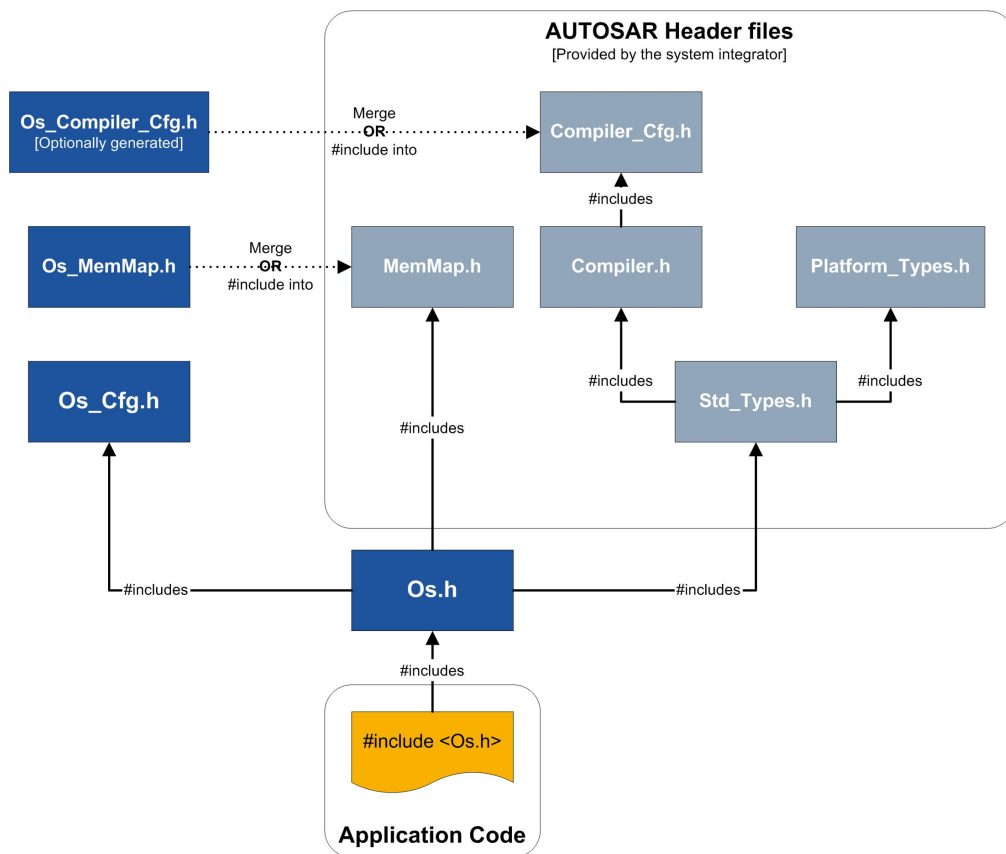 AUTOSAR Header files
[Provided by the system integrator]
Os_Compiler_Cfg.h
[Optionally generated]
Merge
OR
#include into
Compiler_Cfg.h
#includes
Os_MemMap.h
Merge
OR
#include into
MemMap.h
Compiler.h
Platform_Types.h
#includes
#includes
Os_Cfg.h
Std_Types.h
#includes
#includes
Os.h
#includes
#includes
#include <Os.h>
Application Code